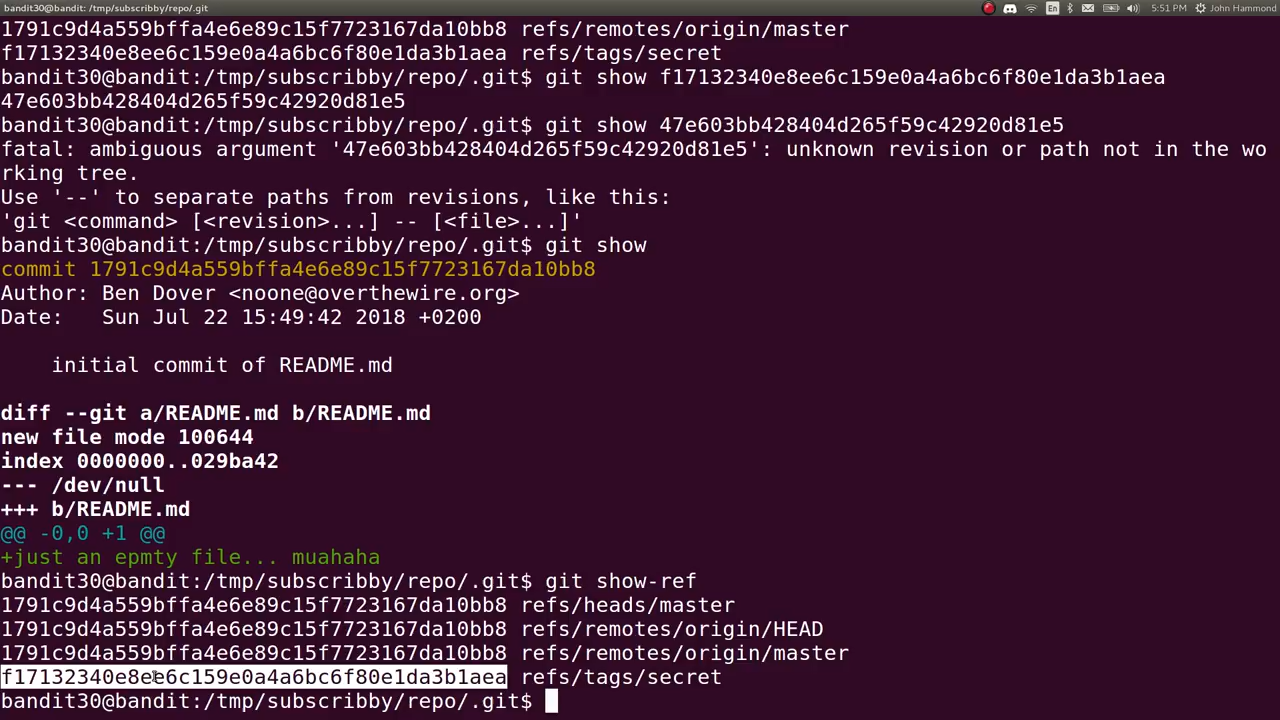 bandit30@bandit: /tmp/subscribby/repo/.git
En
5:51 PM
John Hammond
1791c9d4a559bffa4e6e89c15f7723167da10bb8 refs/remotes/origin/master
f17132340e8ee6c159e0a4a6bc6f80e1da3b1aea refs/tags/secret
bandit30@bandit:/tmp/subscribby/repo/.git$ git show f17132340e8ee6c159e0a4a6bc6f80e1da3b1aea
47e603bb428404d265f59c42920d81e5
bandit30@bandit:/tmp/subscribby/repo/.git$ git show 47e603bb428404d265f59c42920d81e5
fatal: ambiguous argument '47e603bb428404d265f59c42920d81e5': unknown revision or path not in the wo
rking tree.
Use '--' to separate paths from revisions, like this:
'git <command> [<revision>...] -- [<file>...]'
bandit30@bandit:/tmp/subscribby/repo/.git$ git show
commit 1791c9d4a559bffa4e6e89c15f7723167da10bb8
Author: Ben Dover <noone@overthewire.org>
Date:   Sun Jul 22 15:49:42 2018 +0200
initial commit of README.md
diff --git a/README.md b/README.md
new file mode 100644
index 0000000..029ba42
--- /dev/null
+++ b/README.md
@@ -0,0 +1 @@
+just an epmty file... muahaha
bandit30@bandit:/tmp/subscribby/repo/.git$ git show-ref
1791c9d4a559bffa4e6e89c15f7723167da10bb8 refs/heads/master
1791c9d4a559bffa4e6e89c15f7723167da10bb8 refs/remotes/origin/HEAD
1791c9d4a559bffa4e6e89c15f7723167da10bb8 refs/remotes/origin/master
f17132340e8ee6c159e0a4a6bc6f80e1da3b1aea refs/tags/secret
bandit30@bandit:/tmp/subscribby/repo/.git$